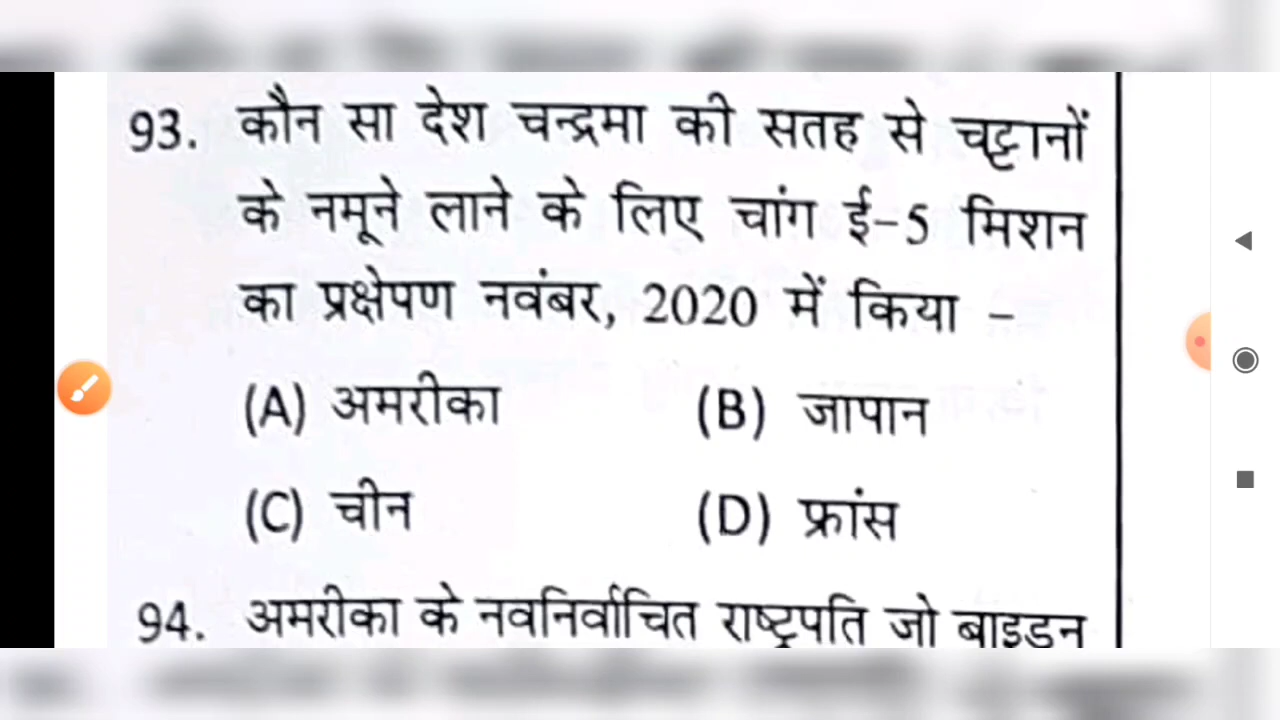 93. कौन सा देश चन्द्रमा की सतह से चट्टानों
के नमूने लाने के लिए चांग ई-5 मिशन
का प्रक्षेपण नवंबर, 2020 में किया –
(A) अमरीका (B) जापान
(C) चीन (D) फ्रांस
94. अमरीका के नवनिर्वाचित राष्ट्रपति जो बाइडन